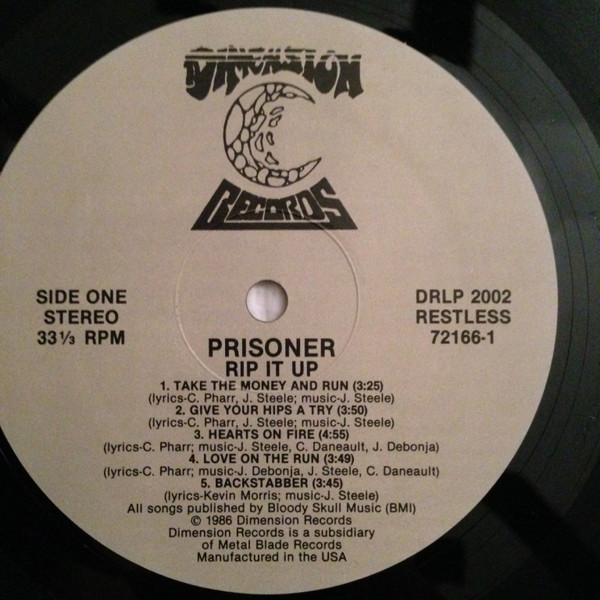 DIMENSION
RECORDS
SIDE ONE
STEREO
33⅓ RPM
DRLP 2002
RESTLESS
72166-1
PRISONER
RIP IT UP
1. TAKE THE MONEY AND RUN (3:25)
(lyrics-C. Pharr, J. Steele; music-J. Steele)
2. GIVE YOUR HIPS A TRY (3:50)
(lyrics-C. Pharr, J. Steele; music-J. Steele)
3. HEARTS ON FIRE (4:55)
(lyrics-C. Pharr; music-J. Steele, C. Daneault, J. Debonja)
4. LOVE ON THE RUN (3:49)
(lyrics-C. Pharr; music-J. Debonja, J. Steele, C. Daneault)
5. BACKSTABBER (3:45)
(lyrics-Kevin Morris; music-J. Steele)
All songs published by Bloody Skull Music (BMI)
© 1986 Dimension Records
Dimension Records is a subsidiary
of Metal Blade Records
Manufactured in the USA